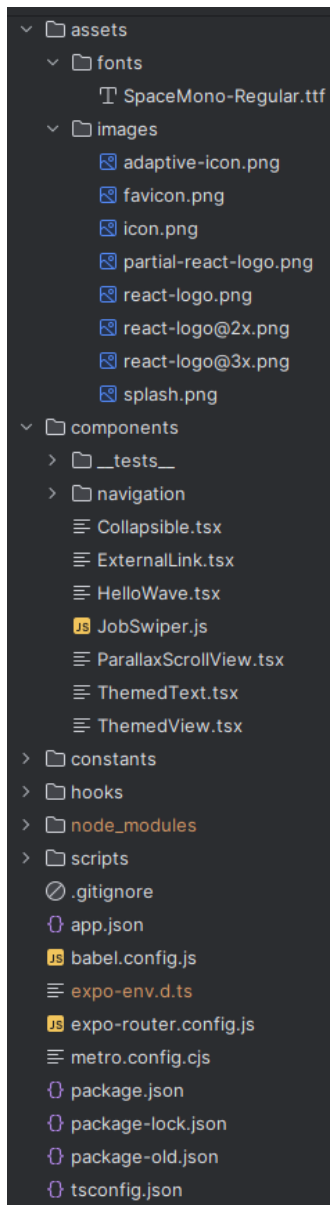 assets
fonts
SpaceMono-Regular.ttf
images
adaptive-icon.png
favicon.png
icon.png
partial-react-logo.png
react-logo.png
react-logo@2x.png
react-logo@3x.png
splash.png
components
__tests__
navigation
Collapsible.tsx
ExternalLink.tsx
HelloWave.tsx
JS JobSwiper.js
ParallaxScrollView.tsx
ThemedText.tsx
ThemedView.tsx
constants
hooks
node_modules
scripts
.gitignore
{} app.json
JS babel.config.js
expo-env.d.ts
JS expo-router.config.js
metro.config.cjs
{} package.json
{} package-lock.json
{} package-old.json
{} tsconfig.json